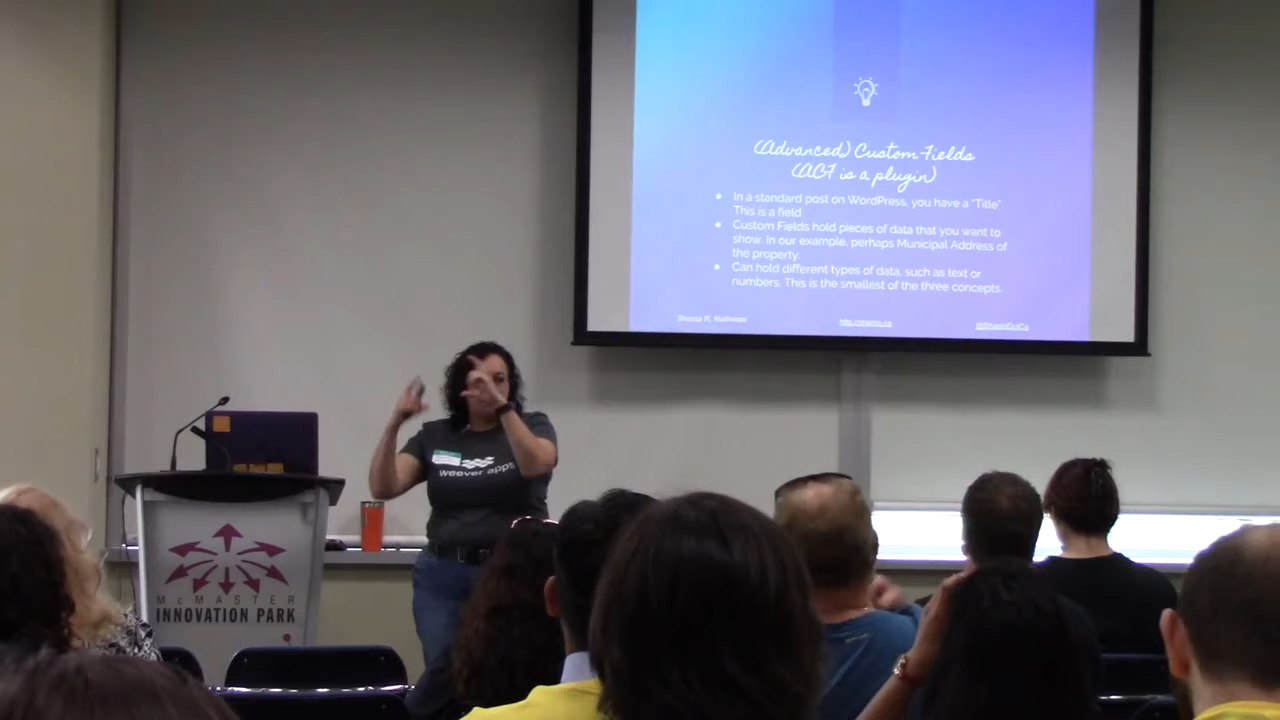 (Advanced) Custom Fields
(ACF is a plugin)
In a standard post on WordPress, you have a "Title"
This is a field
Custom Fields hold pieces of data that you want to
show. In our example, perhaps Municipal Address of
the property.
Can hold different types of data, such as text or
numbers. This is the smallest of the three concepts.
weever apps
McMASTER
INNOVATION PARK